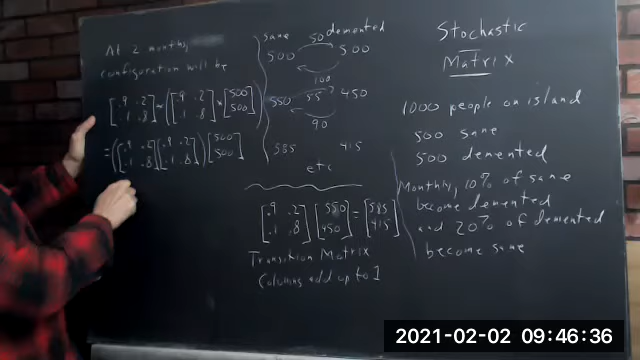 At 2 months,
configuration will be
[.9 .2 .1 .8] × ([.9 .2 .1 .8] × [500 500])
= ([.9 .2 .1 .8][.9 .2 .1 .8])[500 500]
sane demented
50
500 500
100
550 55 450
90
585 415
etc
[.9 .2 .1 .8][550 450] = [585 415]
Transition Matrix
Columns add up to 1
Stochastic
Matrix
1000 people on island
500 sane
500 demented
Monthly, 10% of sane
become demented
and 20% of demented
become sane
2021-02-02 09:46:36